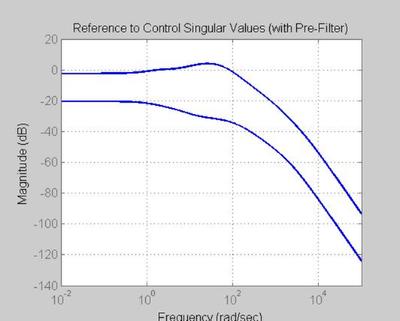 Reference to Control Singular Values (with Pre-Filter)
Magnitude (dB)
20
0
-20
-40
-60
-80
-100
-120
-140
10^-2 10^0 10^2 10^4
Frequency (rad/sec)